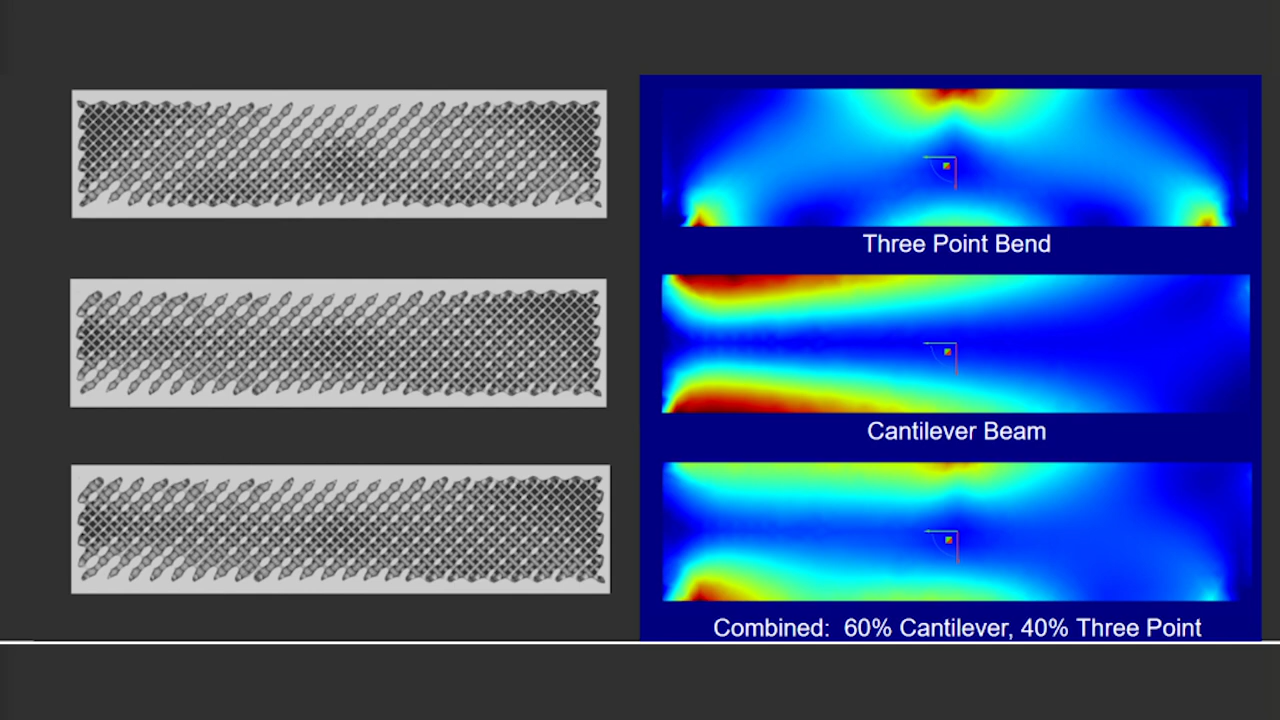 Three Point Bend
Cantilever Beam
Combined:  60% Cantilever, 40% Three Point